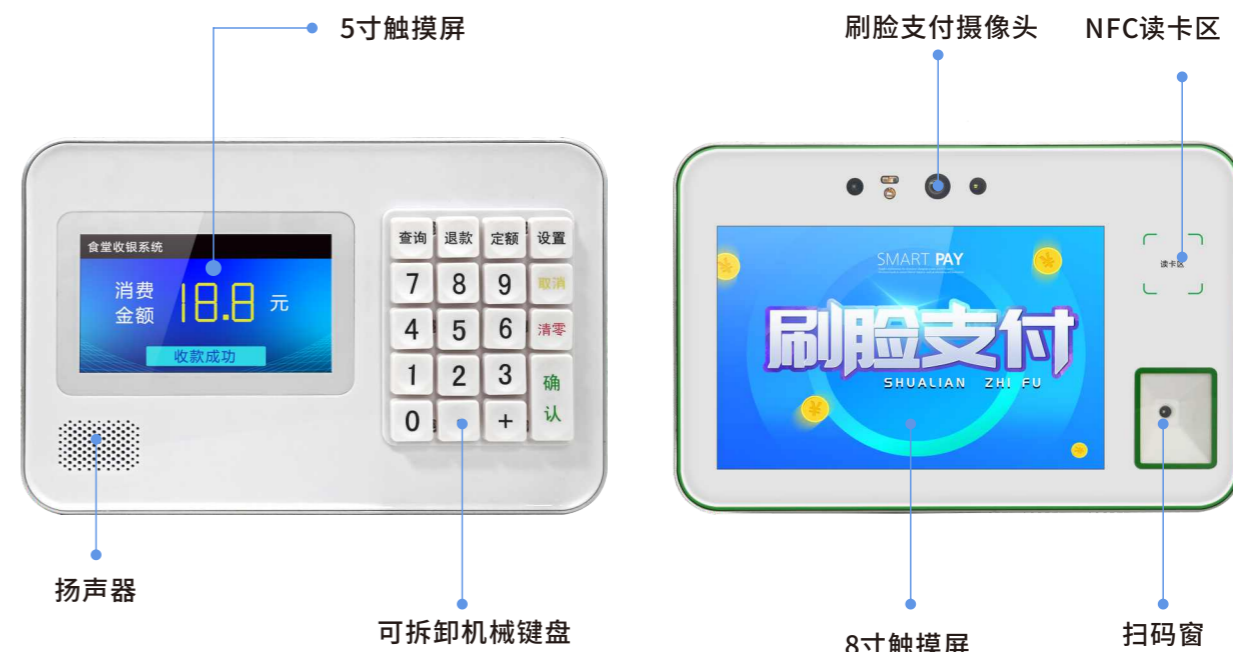 5寸触摸屏
刷脸支付摄像头
NFC读卡区
食堂收银系统
消费
金额
18.8
元
收款成功
查询 退款 定额 设置
7 8 9 取消
4 5 6 清零
1 2 3 确认
0 +
SMART PAY
刷脸支付
SHUALIAN ZHI FU
读卡区
扬声器
可拆卸机械键盘
8寸触摸屏
扫码窗